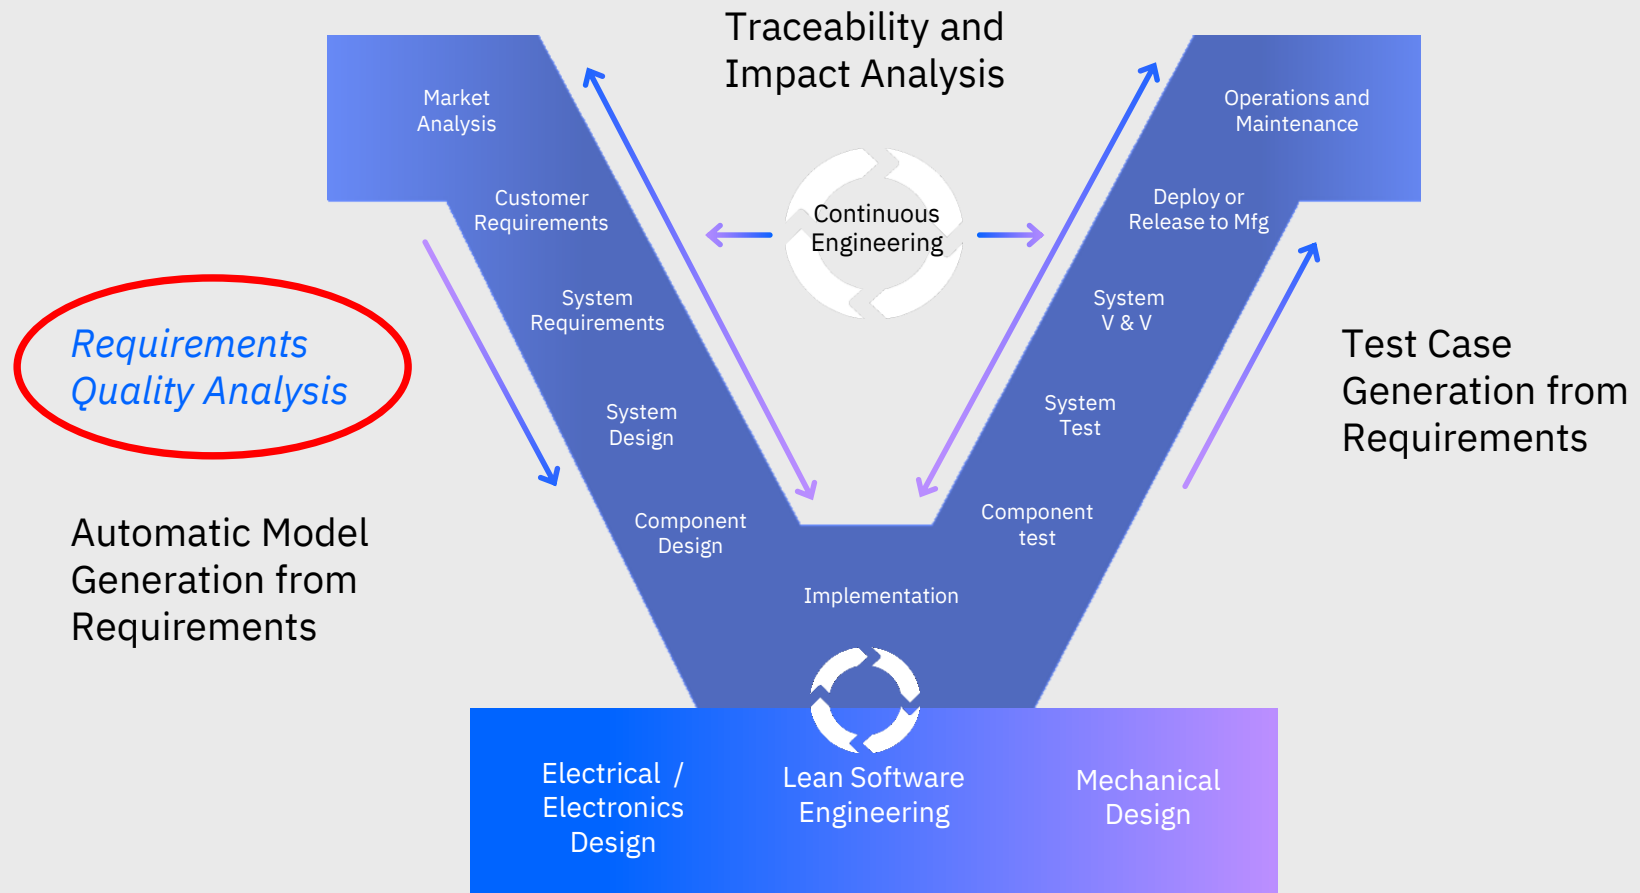 Traceability and
Impact Analysis
Market
Analysis
Operations and
Maintenance
Customer
Requirements
Continuous
Engineering
Deploy or
Release to Mfg
System
Requirements
System
V & V
Requirements
Quality Analysis
Test Case
Generation from
Requirements
System
Design
System
Test
Automatic Model
Generation from
Requirements
Component
Design
Component
test
Implementation
Electrical /
Electronics
Design
Lean Software
Engineering
Mechanical
Design